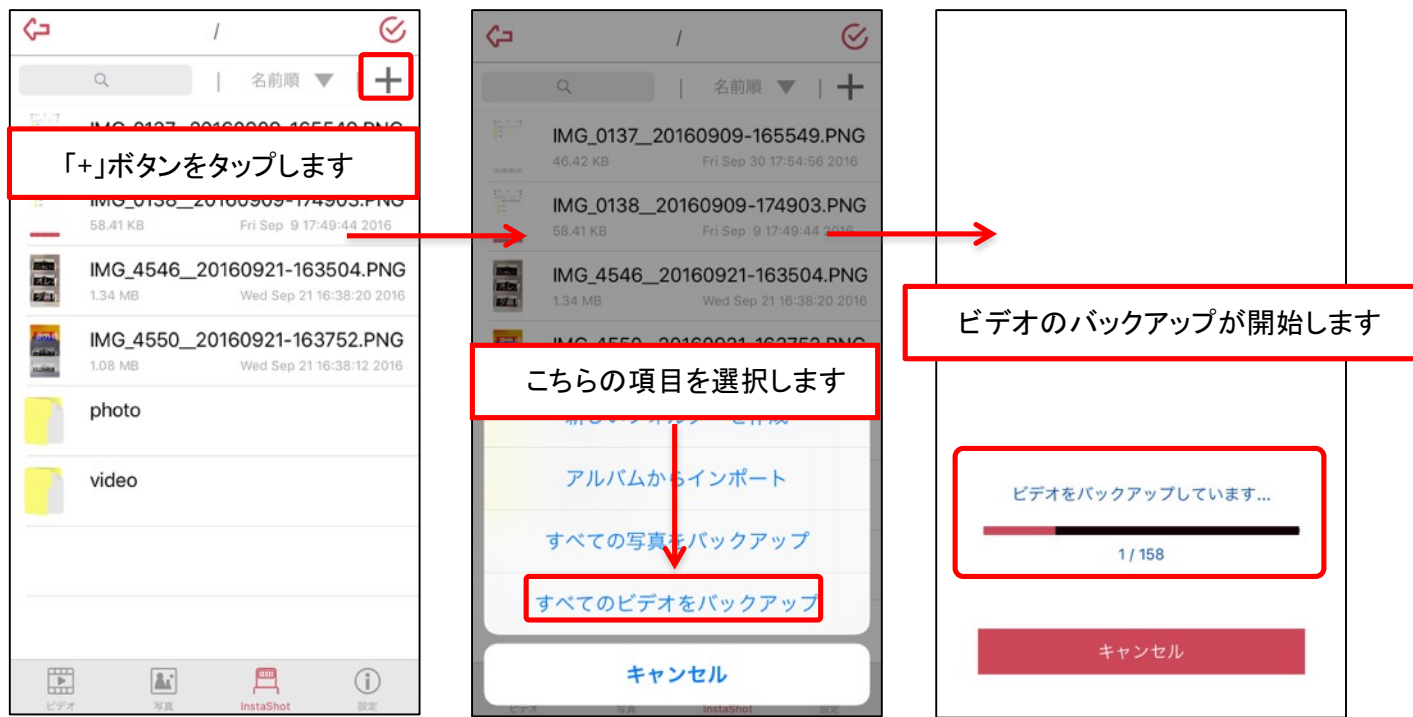 /
名前順 ▼
+
「+」ボタンをタップします
58.41 KB Fri Sep 9 17:49:44 2016
IMG_4546__20160921-163504.PNG
1.34 MB Wed Sep 21 16:38:20 2016
IMG_4550__20160921-163752.PNG
1.08 MB Wed Sep 21 16:38:12 2016
photo
video
ビデオ 写真 InstaShot 設定
/
名前順 ▼
+
IMG_0137__20160909-165549.PNG
46.42 KB Fri Sep 30 17:54:56 2016
IMG_0138__20160909-174903.PNG
58.41 KB Fri Sep 9 17:49:44 2016
IMG_4546__20160921-163504.PNG
1.34 MB Wed Sep 21 16:38:20 2016
こちらの項目を選択します
アルバムからインポート
すべての写真をバックアップ
すべてのビデオをバックアップ
キャンセル
ビデオ 写真 InstaShot 設定
ビデオのバックアップが開始します
ビデオをバックアップしています...
1 / 158
キャンセル